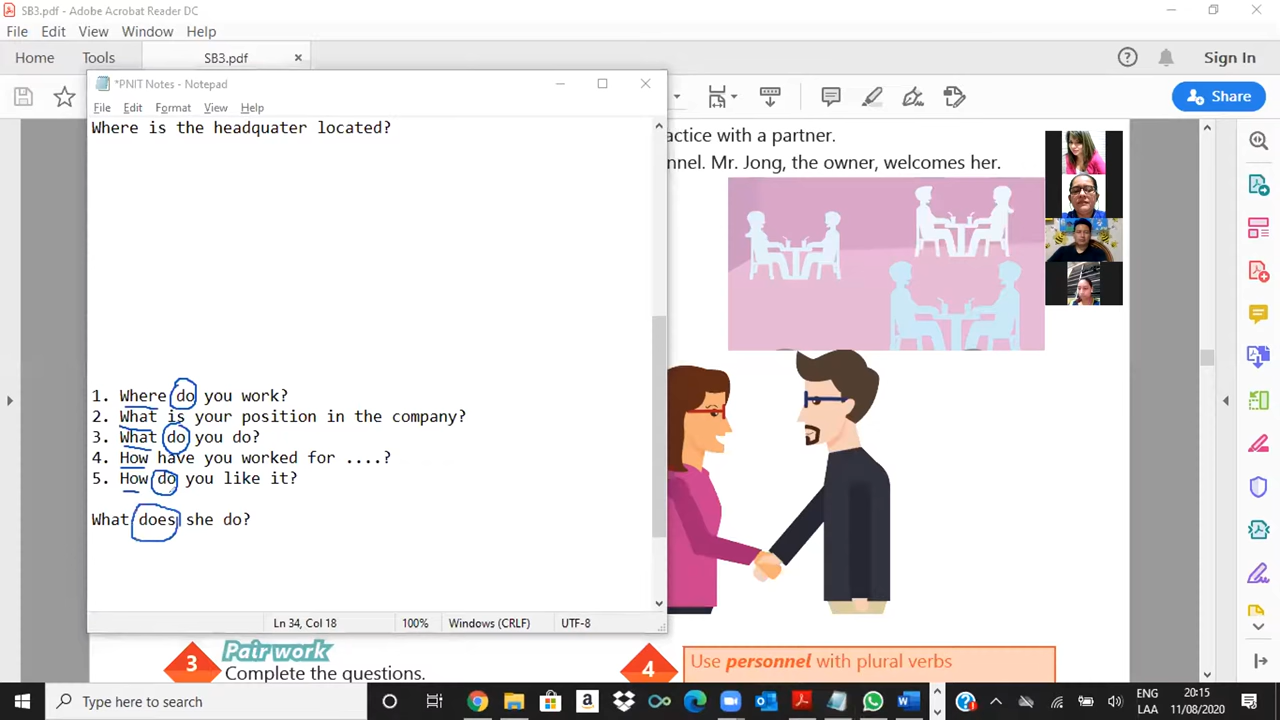 SB3.pdf - Adobe Acrobat Reader DC
File Edit View Window Help
Home Tools SB3.pdf × Sign In
Share
*PNIT Notes - Notepad
File Edit Format View Help
Where is the headquater located?
1. Where do you work?
2. What is your position in the company?
3. What do you do?
4. How have you worked for ....?
5. How do you like it?
What does she do?
Ln 34, Col 18 100% Windows (CRLF) UTF-8
actice with a partner.
nnel. Mr. Jong, the owner, welcomes her.
3 Pair work
Complete the questions.
4 Use personnel with plural verbs
Type here to search
ENG 20:15
LAA 11/08/2020